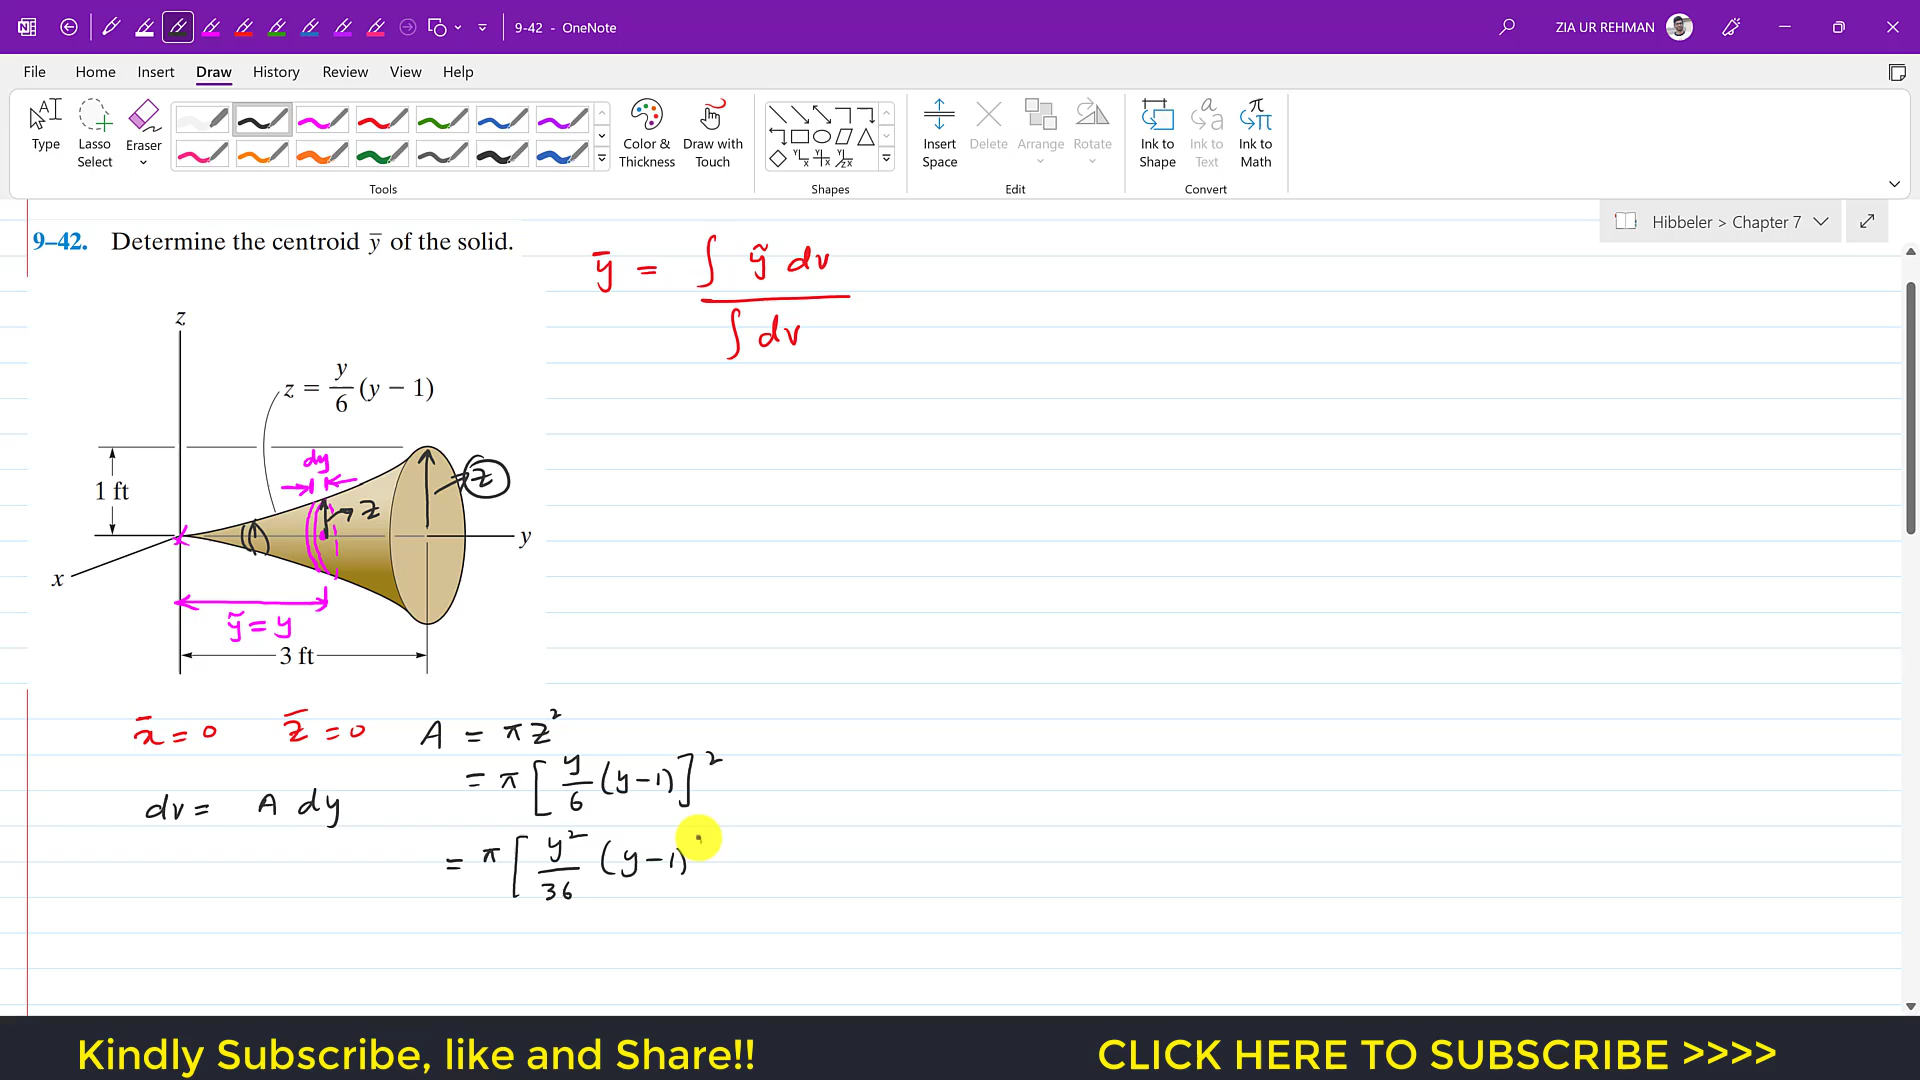 9-42 - OneNote
ZIA UR REHMAN
File Home Insert Draw History Review View Help
Type
Lasso Select
Eraser
Color & Thickness
Draw with Touch
Insert Space
Delete
Arrange
Rotate
Ink to Shape
Ink to Text
Ink to Math
Tools
Shapes
Edit
Convert
Hibbeler > Chapter 7
9–42. Determine the centroid ȳ of the solid.
ȳ = ∫ ỹ dv / ∫ dv
z
z = y/6 (y − 1)
dy
z
1 ft
z
y
x
ỹ = y
3 ft
x̄ = 0 z̄ = 0 A = π z²
= π [ y/6 (y−1) ]²
dv = A dy
= π [ y²/36 (y−1)
Kindly Subscribe, like and Share!!
CLICK HERE TO SUBSCRIBE >>>>